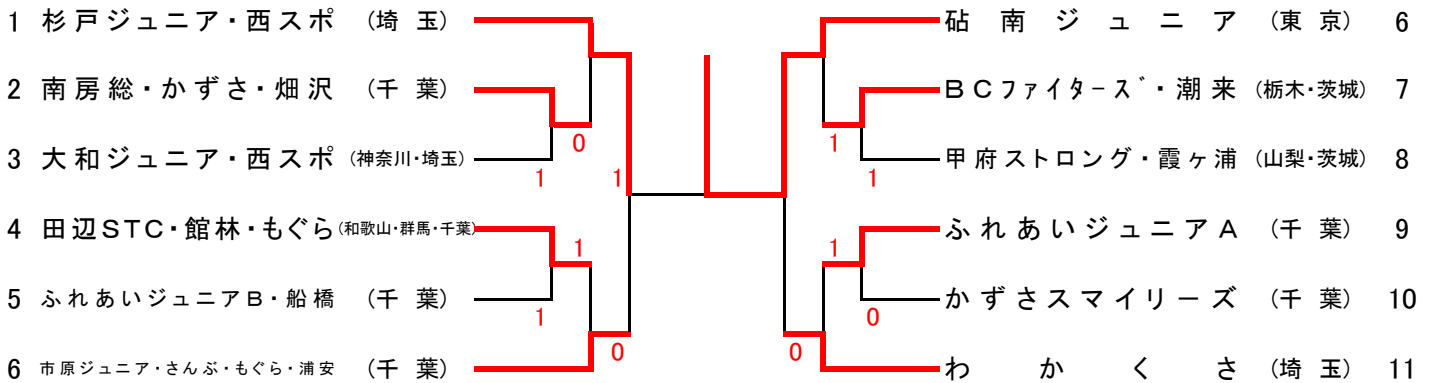 1 杉戸ジュニア・西スポ (埼 玉)
2 南房総・かずさ・畑沢 (千 葉)
0
3 大和ジュニア・西スポ (神奈川・埼玉)
1
1
4 田辺STC・館林・もぐら (和歌山・群馬・千葉)
1
5 ふれあいジュニアB・船橋 (千 葉)
1
0
6 市原ジュニア・さんぶ・もぐら・浦安 (千 葉)
砧南ジュニア (東 京) 6
BCファイターズ・潮来 (栃木・茨城) 7
1
甲府ストロング・霞ヶ浦 (山梨・茨城) 8
1
ふれあいジュニアA (千 葉) 9
1
かずさスマイリーズ (千 葉) 10
0
0
わかくさ (埼 玉) 11